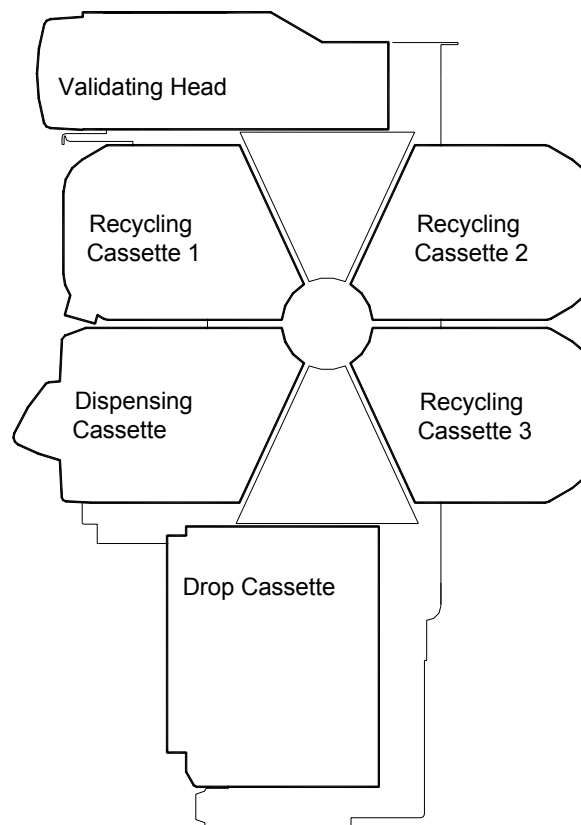 Validating Head
Recycling
Cassette 1
Recycling
Cassette 2
Dispensing
Cassette
Recycling
Cassette 3
Drop Cassette